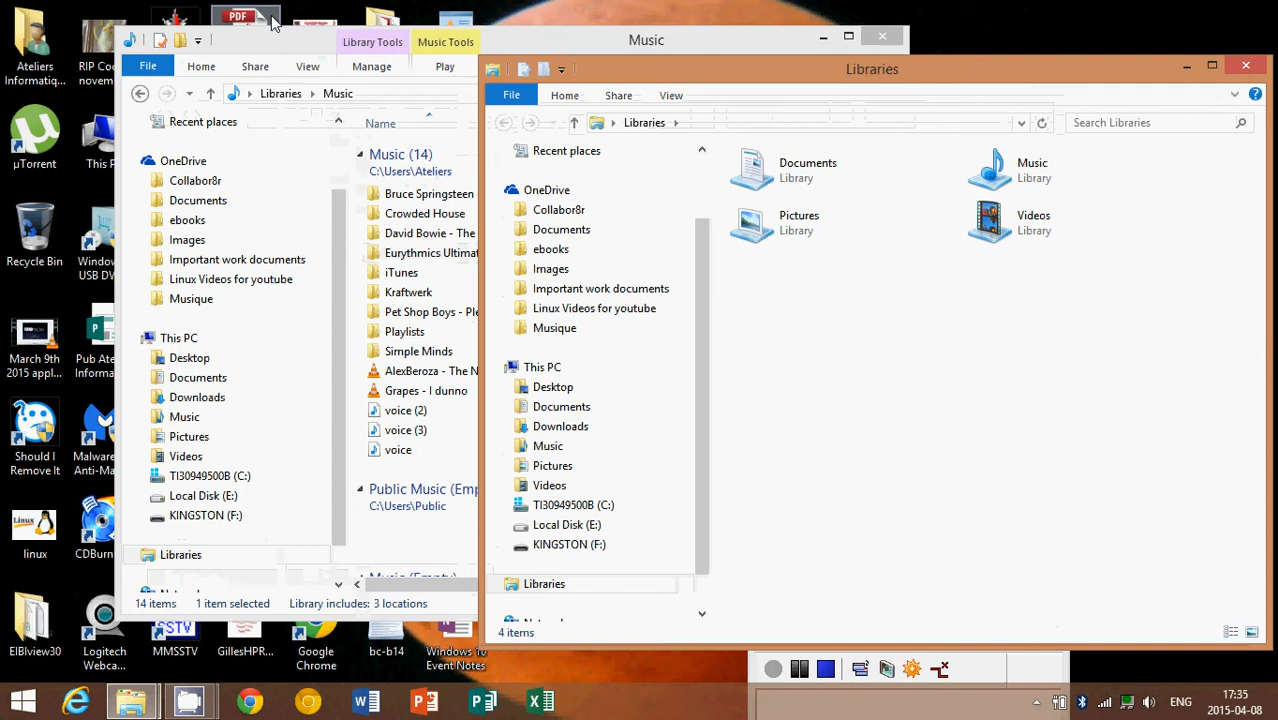 PDF
Ateliers
Informatiq...
RIP Coe
novem
µTorrent
This P
Recycle Bin
Window
USB DV
March 9th
2015 appl...
Pub Ate
Informa
Should I
Remove It
Malware
Anti-Ma
linux
CDBurn
ElBIview30
Logitech
Webca...
MMSSTV
GillesHPR...
Google
Chrome
bc-b14
Windows 10
Event Notes
Library Tools
Music Tools
Music
File
Home
Share
View
Manage
Play
Libraries
Music
Recent places
OneDrive
Collabor8r
Documents
ebooks
Images
Important work documents
Linux Videos for youtube
Musique
This PC
Desktop
Documents
Downloads
Music
Pictures
Videos
TI30949500B (C:)
Local Disk (E:)
KINGSTON (F:)
Libraries
Name
Music (14)
C:\Users\Ateliers
Bruce Springsteen
Crowded House
David Bowie - The
Eurythmics Ultima
iTunes
Kraftwerk
Pet Shop Boys - Ple
Playlists
Simple Minds
AlexBeroza - The N
Grapes - I dunno
voice (2)
voice (3)
voice
Public Music (Emp
C:\Users\Public
14 items
1 item selected
Library includes: 3 locations
Libraries
File
Home
Share
View
Libraries
Search Libraries
Recent places
OneDrive
Collabor8r
Documents
ebooks
Images
Important work documents
Linux Videos for youtube
Musique
This PC
Desktop
Documents
Downloads
Music
Pictures
Videos
TI30949500B (C:)
Local Disk (E:)
KINGSTON (F:)
Libraries
Documents
Library
Music
Library
Pictures
Library
Videos
Library
4 items
ENG
17:35
2015-04-08